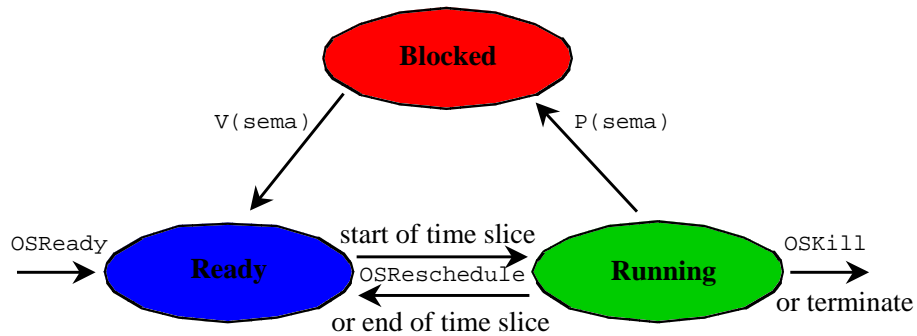 Blocked
V(sema)
P(sema)
OSReady
start of time slice
OSKill
Ready
OSReschedule
Running
or end of time slice
or terminate